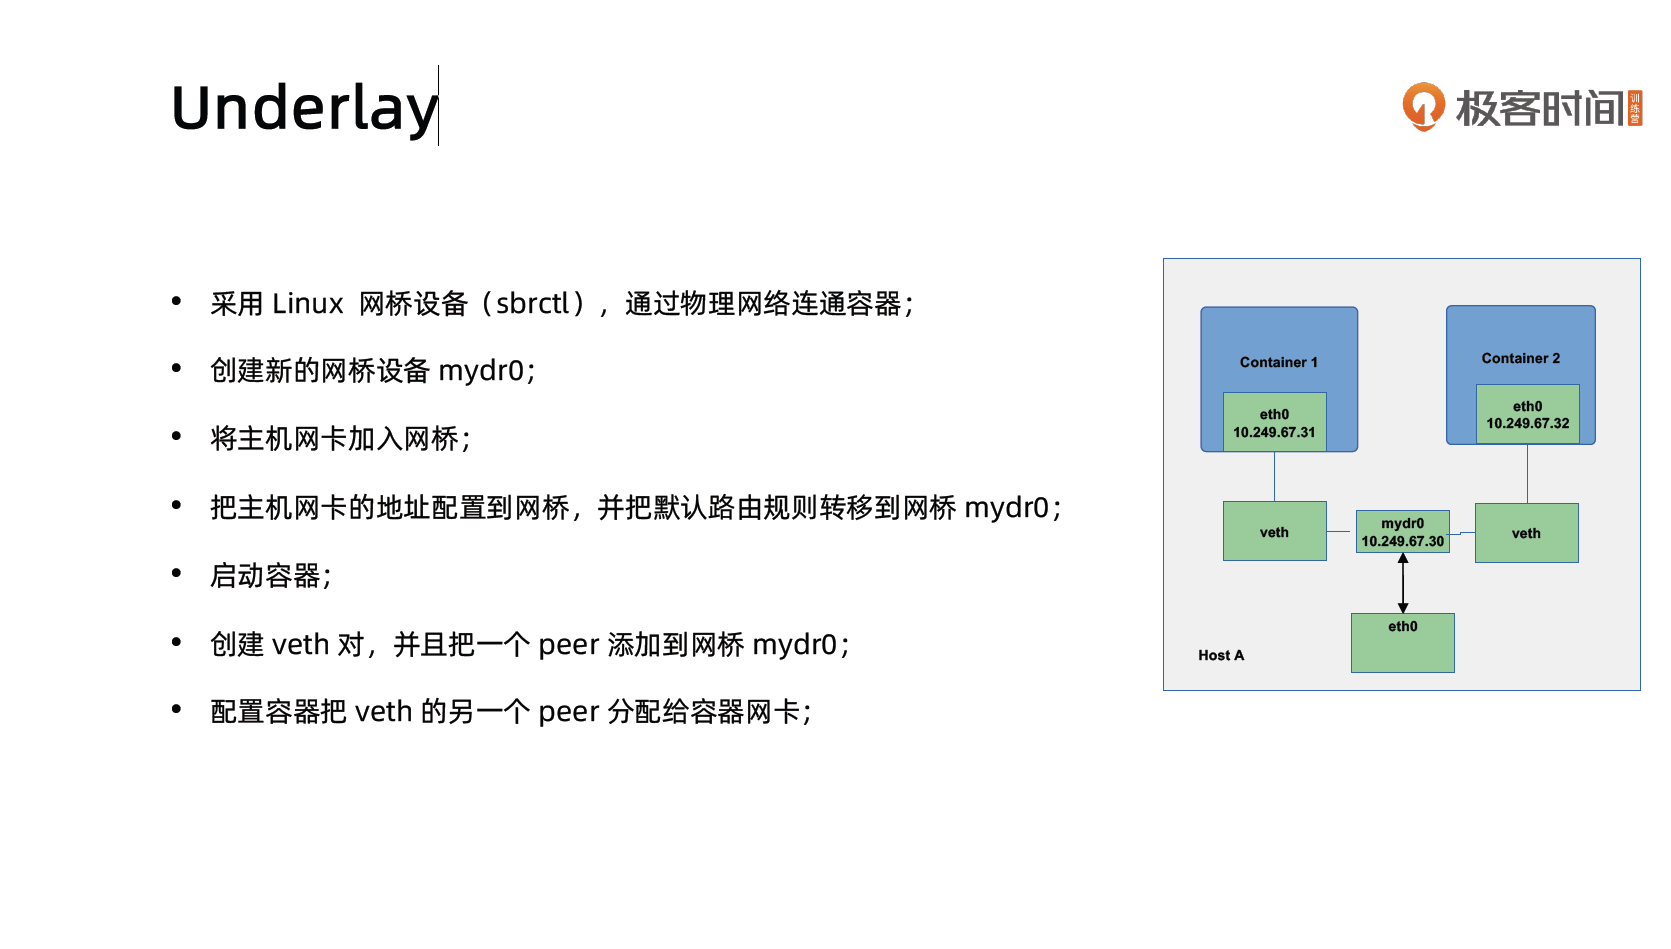 Underlay
极客时间
训练营
采用 Linux 网桥设备（sbrctl），通过物理网络连通容器；
创建新的网桥设备 mydr0；
将主机网卡加入网桥；
把主机网卡的地址配置到网桥，并把默认路由规则转移到网桥 mydr0；
启动容器；
创建 veth 对，并且把一个 peer 添加到网桥 mydr0；
配置容器把 veth 的另一个 peer 分配给容器网卡；
Container 1
eth0
10.249.67.31
Container 2
eth0
10.249.67.32
veth
mydr0
10.249.67.30
veth
eth0
Host A